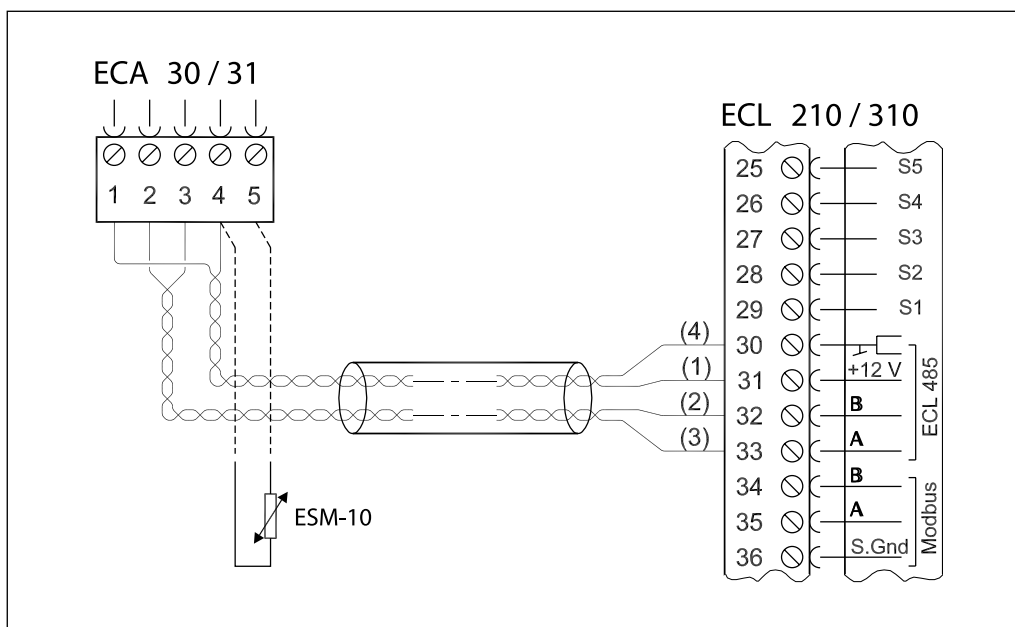 ECA 30 / 31
1 2 3 4 5
ECL 210 / 310
25 S5
26 S4
27 S3
28 S2
29 S1
(4) 30
+12 V
(1) 31
(2) 32 B
(3) 33 A
ECL 485
34 B
35 A
36 S.Gnd
Modbus
ESM-10